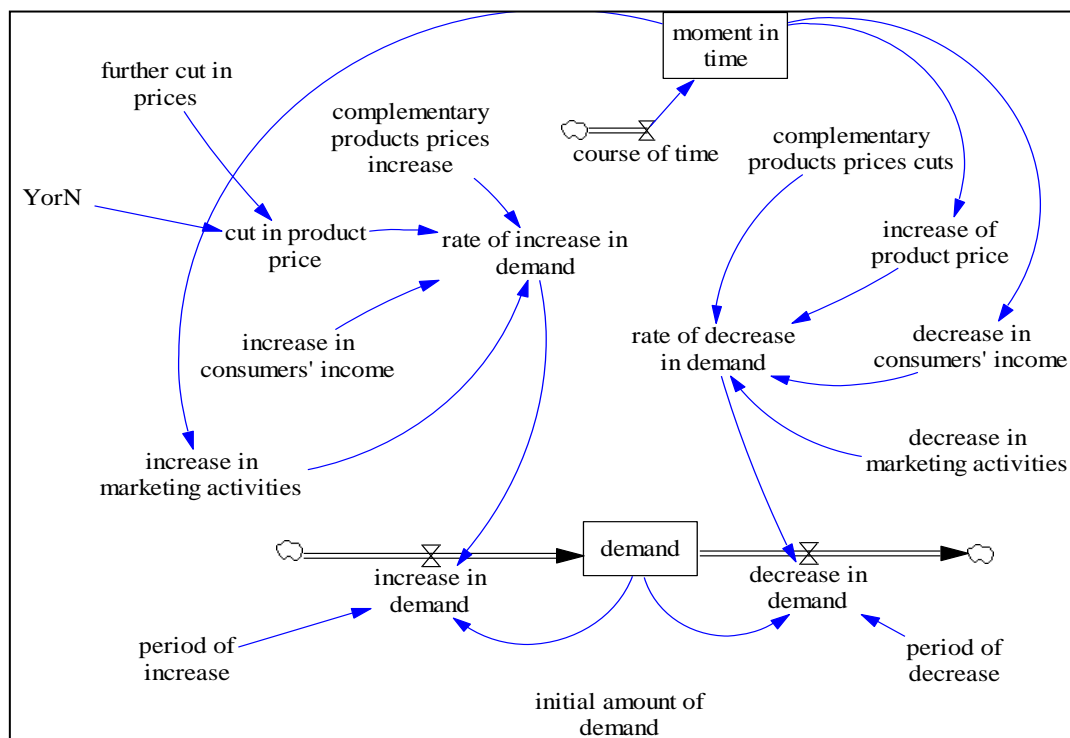 moment in
time
further cut in
prices
complementary
products prices
increase
course of time
complementary
products prices cuts
YorN
cut in product
price
rate of increase in
demand
increase of
product price
increase in
consumers' income
rate of decrease
in demand
decrease in
consumers' income
increase in
marketing activities
decrease in
marketing activities
demand
increase in
demand
decrease in
demand
period of
increase
period of
decrease
initial amount of
demand